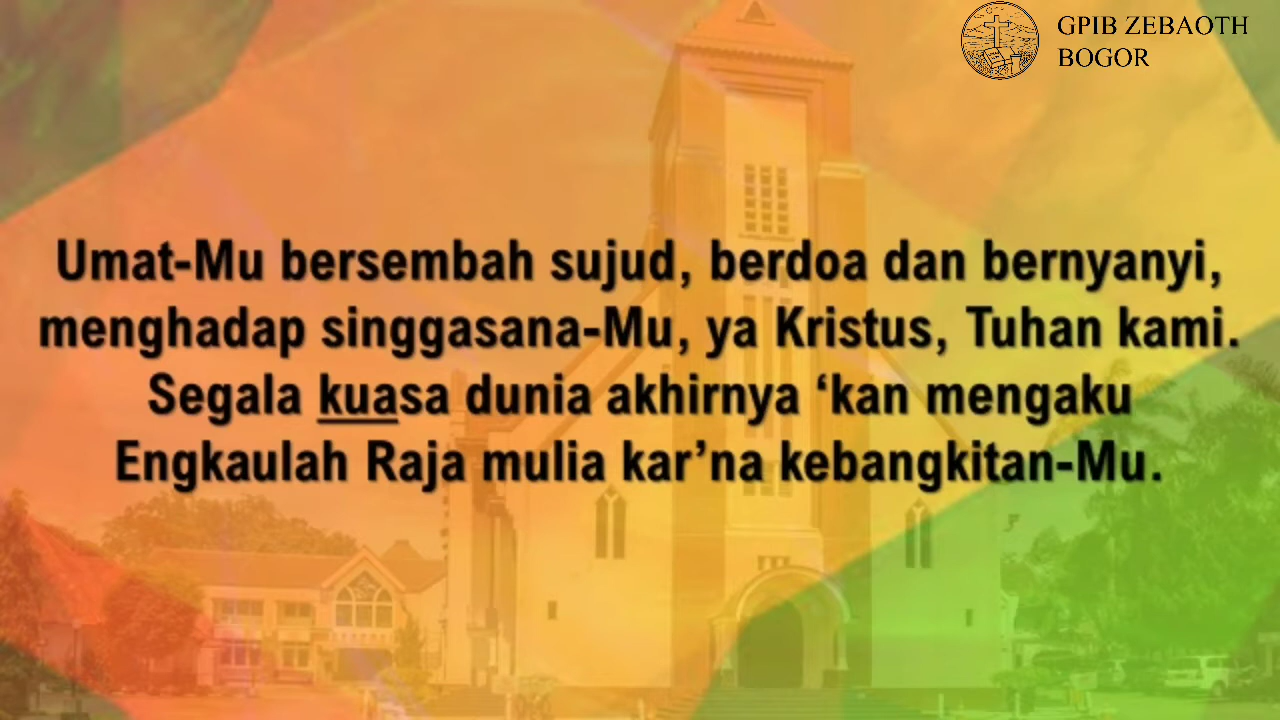 GPIB ZEBAOTH
BOGOR
Umat-Mu bersembah sujud, berdoa dan bernyanyi,
menghadap singgasana-Mu, ya Kristus, Tuhan kami.
Segala kuasa dunia akhirnya ‘kan mengaku
Engkaulah Raja mulia kar’na kebangkitan-Mu.